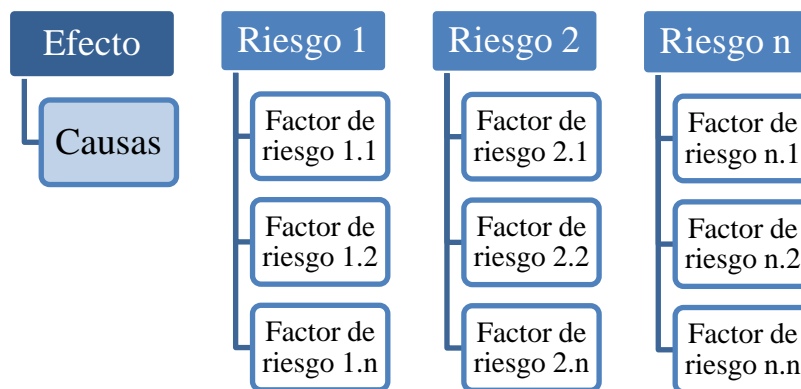 Efecto
Causas
Riesgo 1
Factor de
riesgo 1.1
Factor de
riesgo 1.2
Factor de
riesgo 1.n
Riesgo 2
Factor de
riesgo 2.1
Factor de
riesgo 2.2
Factor de
riesgo 2.n
Riesgo n
Factor de
riesgo n.1
Factor de
riesgo n.2
Factor de
riesgo n.n